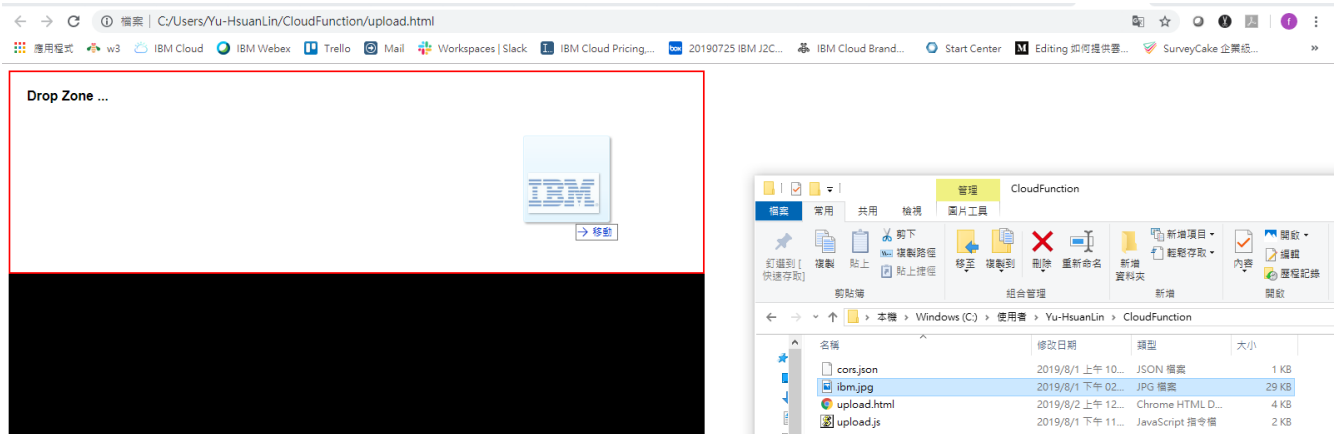 檔案 | C:/Users/Yu-HsuanLin/CloudFunction/upload.html
f
應用程式 w3 IBM Cloud IBM Webex Trello Mail Workspaces | Slack IBM Cloud Pricing,... 20190725 IBM J2C... IBM Cloud Brand... Start Center Editing 如何提供雲... SurveyCake 企業級... »
Drop Zone ...
IBM
→ 移動
管理 CloudFunction
檔案 常用 共用 檢視 圖片工具
釘選到 [
快速存取]
複製
貼上
剪下
複製路徑
貼上捷徑
移至
複製到
刪除
重新命名
新增
資料夾
新增項目
輕鬆存取
內容
開啟
編輯
歷程記錄
剪貼簿 組合管理 新增 開啟
本機 › Windows (C:) › 使用者 › Yu-HsuanLin › CloudFunction
名稱 修改日期 類型 大小
cors.json 2019/8/1 上午 10... JSON 檔案 1 KB
ibm.jpg 2019/8/1 下午 02... JPG 檔案 29 KB
upload.html 2019/8/2 上午 12... Chrome HTML D... 4 KB
upload.js 2019/8/1 下午 11... JavaScript 指令檔 2 KB